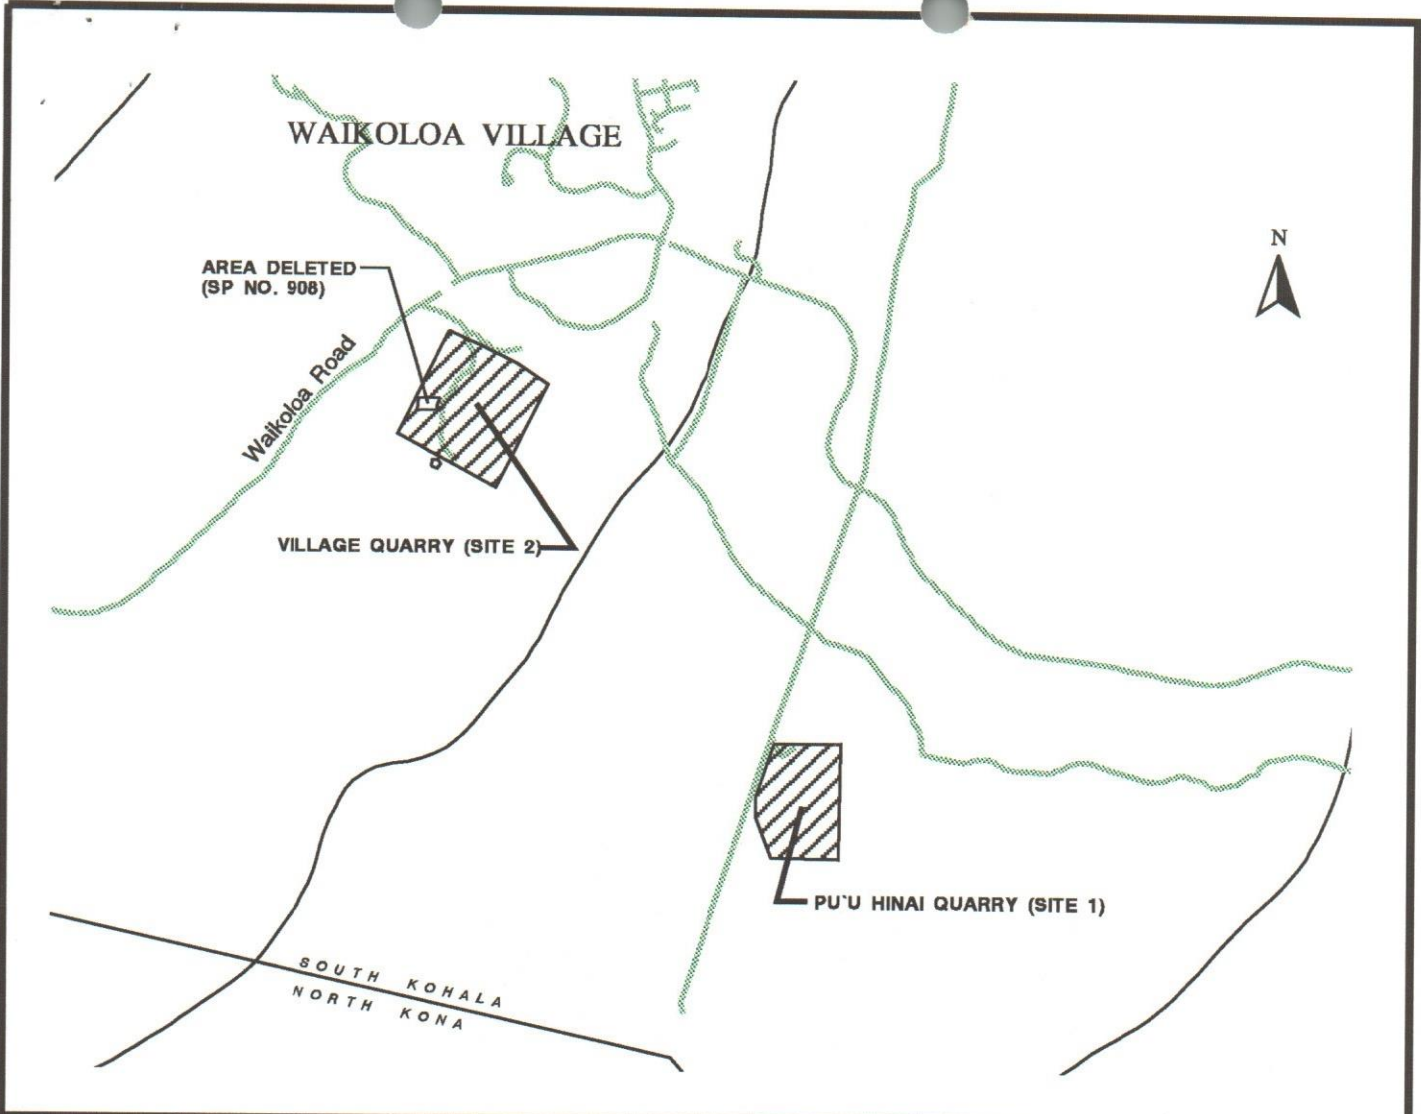 WAIKOLOA VILLAGE
N
AREA DELETED
(SP NO. 908)
Waikoloa Road
VILLAGE QUARRY (SITE 2)
PU`U HINAI QUARRY (SITE 1)
SOUTH KOHALA
NORTH KONA